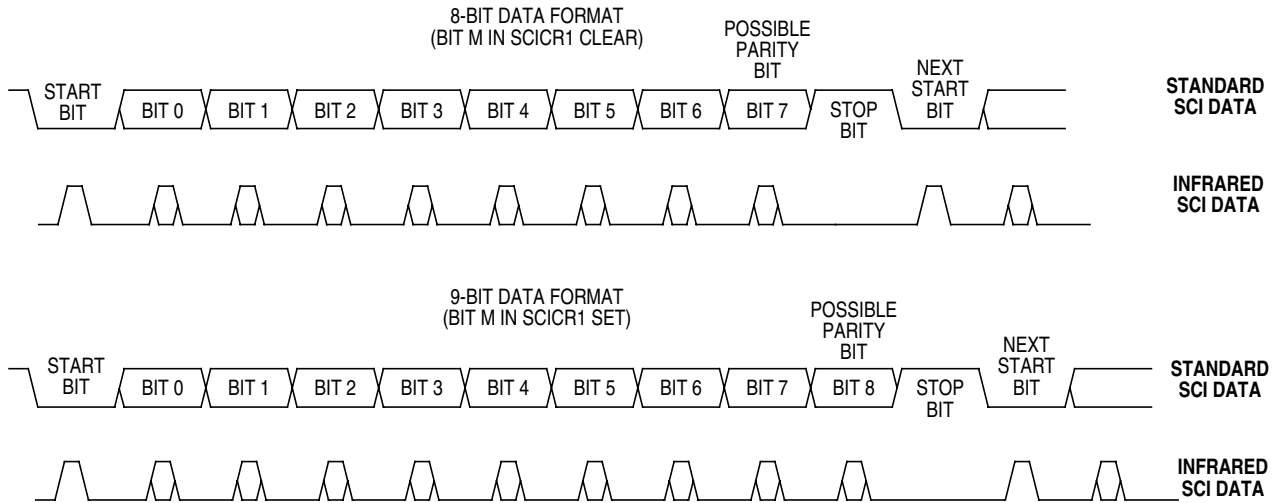 8-BIT DATA FORMAT
(BIT M IN SCICR1 CLEAR)
POSSIBLE
PARITY
BIT
START
BIT
BIT 0
BIT 1
BIT 2
BIT 3
BIT 4
BIT 5
BIT 6
BIT 7
STOP
BIT
NEXT
START
BIT
STANDARD
SCI DATA
INFRARED
SCI DATA
9-BIT DATA FORMAT
(BIT M IN SCICR1 SET)
POSSIBLE
PARITY
BIT
START
BIT
BIT 0
BIT 1
BIT 2
BIT 3
BIT 4
BIT 5
BIT 6
BIT 7
BIT 8
STOP
BIT
NEXT
START
BIT
STANDARD
SCI DATA
INFRARED
SCI DATA